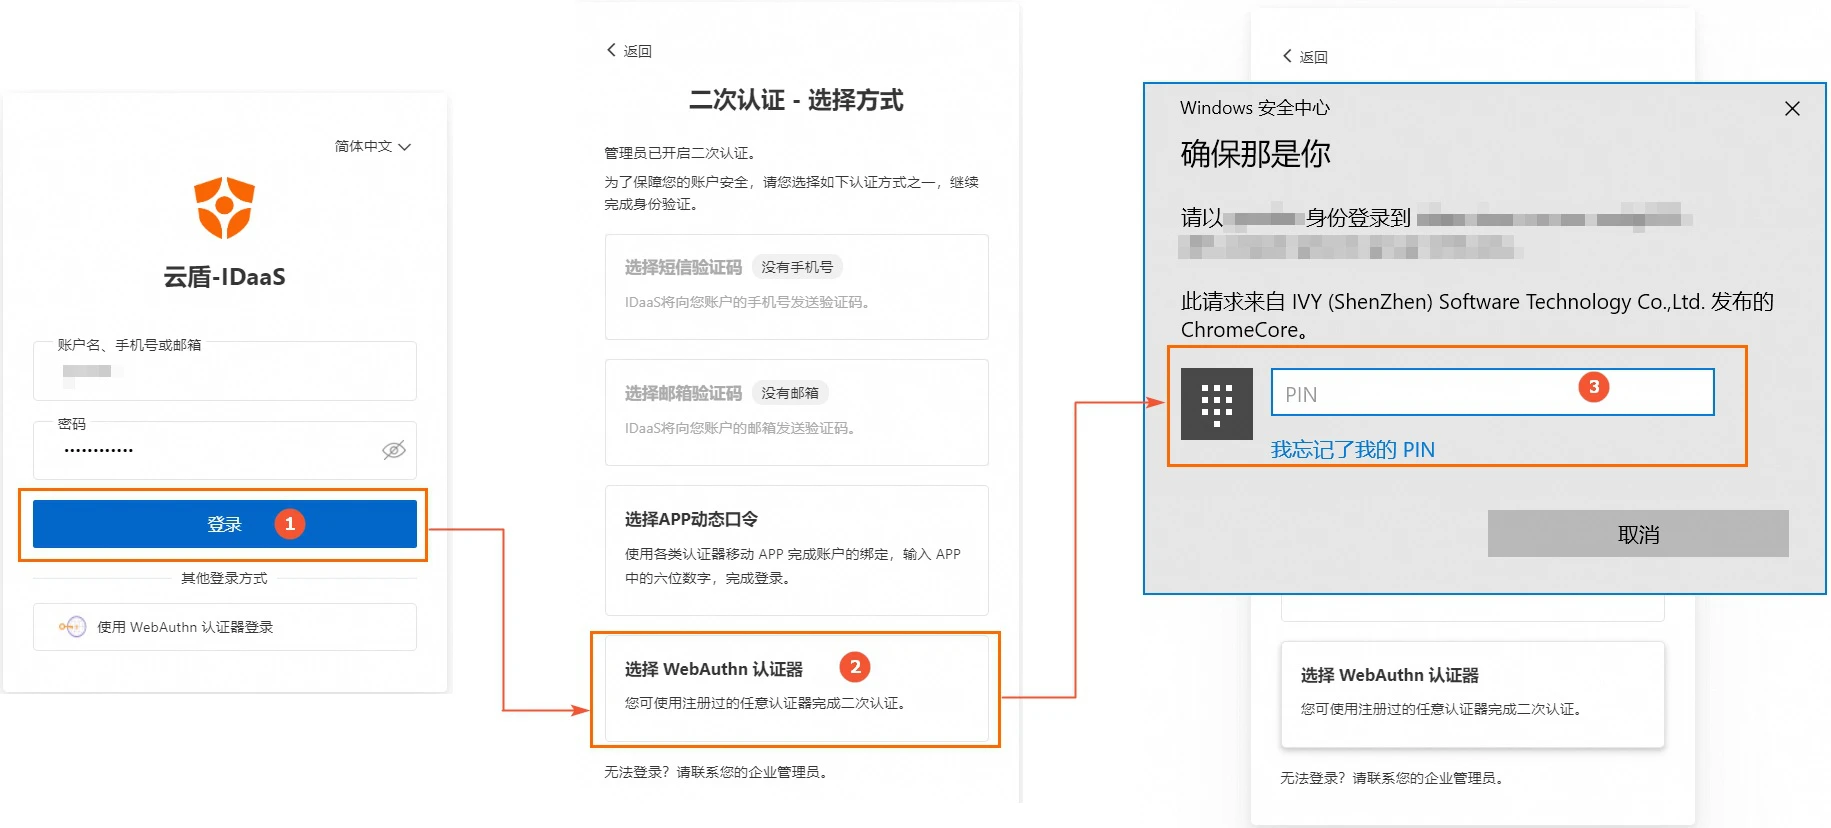 简体中文
云盾-IDaaS
账户名、手机号或邮箱
密码
登录
1
其他登录方式
使用 WebAuthn 认证器登录
返回
二次认证 - 选择方式
管理员已开启二次认证。
为了保障您的账户安全，请您选择如下认证方式之一，继续
完成身份验证。
选择短信验证码 没有手机号
IDaaS将向您账户的手机号发送验证码。
选择邮箱验证码 没有邮箱
IDaaS将向您账户的邮箱发送验证码。
选择APP动态口令
使用各类认证器移动 APP 完成账户的绑定，输入 APP
中的六位数字，完成登录。
选择 WebAuthn 认证器
2
您可使用注册过的任意认证器完成二次认证。
无法登录？请联系您的企业管理员。
返回
Windows 安全中心
确保那是你
请以 身份登录到
此请求来自 IVY (ShenZhen) Software Technology Co.,Ltd. 发布的
ChromeCore。
PIN
3
我忘记了我的 PIN
取消
选择 WebAuthn 认证器
您可使用注册过的任意认证器完成二次认证。
无法登录？请联系您的企业管理员。